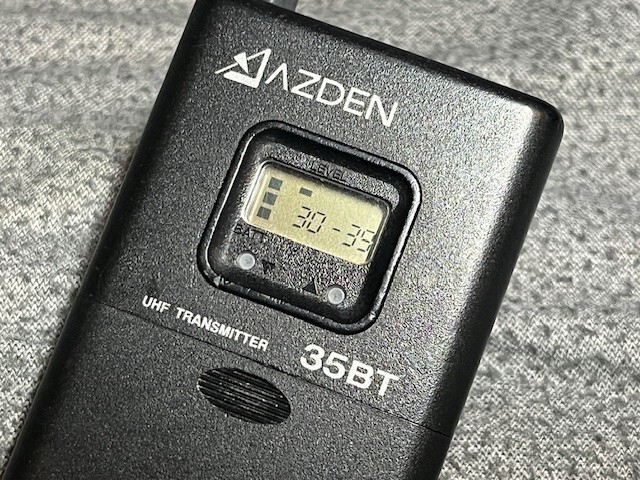 AZDEN
LEVEL
30-35
BATT
UHF TRANSMITTER
35BT